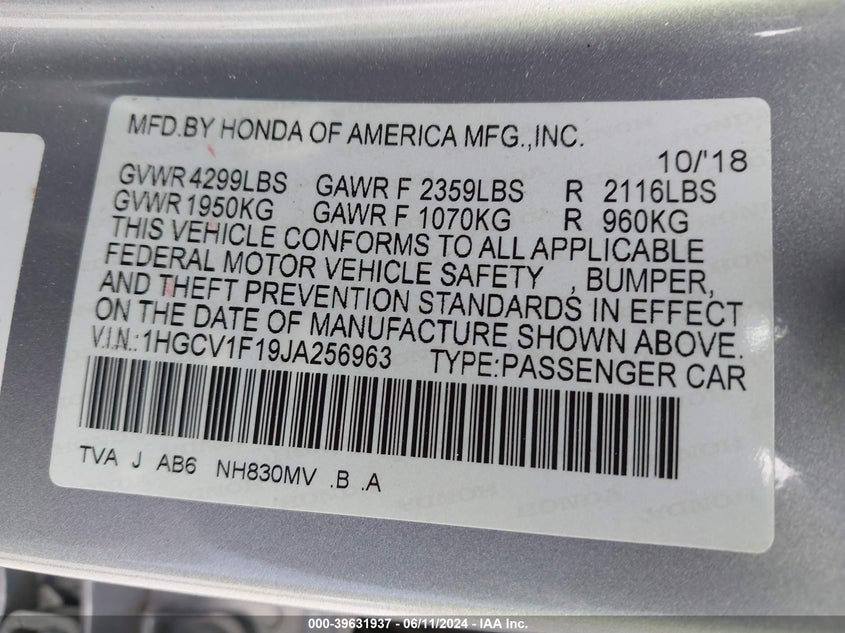 MFD.BY HONDA OF AMERICA MFG.,INC.
10/'18
GVWR 4299LBS GAWR F 2359LBS R 2116LBS
GVWR 1950KG GAWR F 1070KG R 960KG
THIS VEHICLE CONFORMS TO ALL APPLICABLE
FEDERAL MOTOR VEHICLE SAFETY , BUMPER,
AND THEFT PREVENTION STANDARDS IN EFFECT
ON THE DATE OF MANUFACTURE SHOWN ABOVE.
V.I.N.:1HGCV1F19JA256963 TYPE:PASSENGER CAR
TVA J AB6 NH830MV .B .A
000-39631937 - 06/11/2024 - IAA Inc.